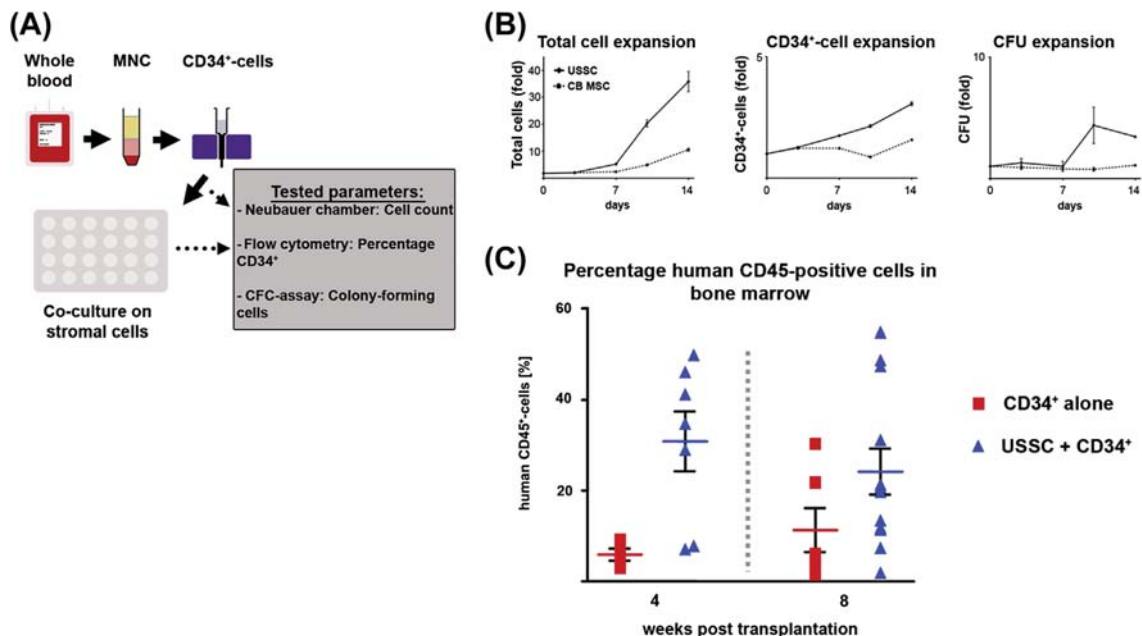 (A)
Whole
blood
MNC
CD34⁺-cells
Tested parameters:
- Neubauer chamber: Cell count
- Flow cytometry: Percentage
CD34⁺
- CFC-assay: Colony-forming
cells
Co-culture on
stromal cells
(B)
Total cell expansion
Total cells (fold)
40
30
20
10
USSC
CB MSC
0
7
14
days
CD34⁺-cell expansion
CD34⁺-cells (fold)
5
0
7
14
days
CFU expansion
CFU (fold)
10
0
7
14
days
(C)
Percentage human CD45-positive cells in
bone marrow
human CD45⁺-cells [%]
60
40
20
4
8
weeks post transplantation
CD34⁺ alone
USSC + CD34⁺